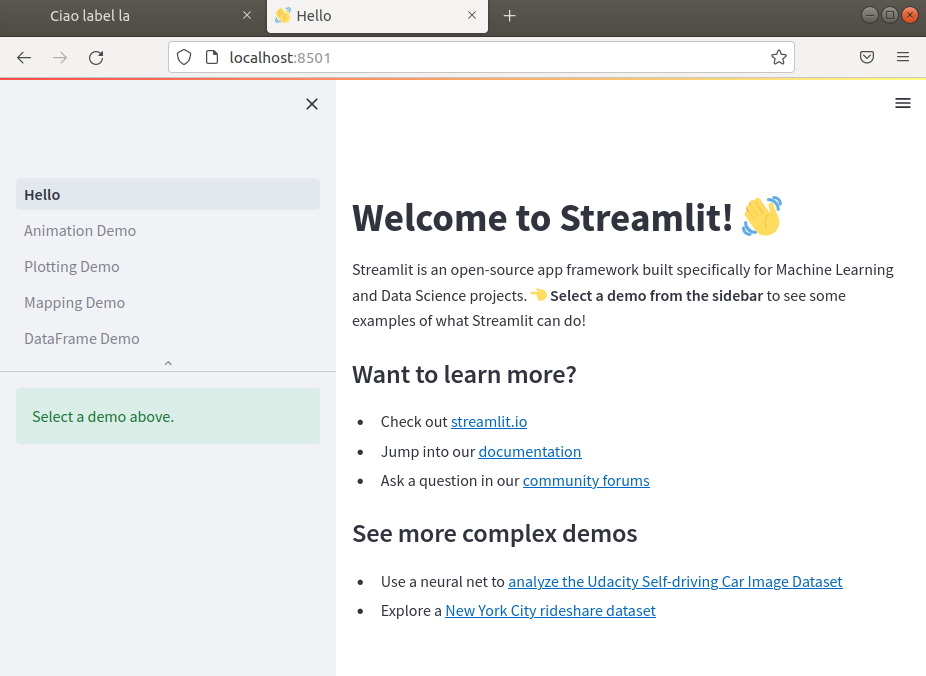 Ciao label la
Hello
localhost:8501
Hello
Animation Demo
Plotting Demo
Mapping Demo
DataFrame Demo
Select a demo above.
Welcome to Streamlit! 👋
Streamlit is an open-source app framework built specifically for Machine Learning
and Data Science projects. 👈 Select a demo from the sidebar to see some
examples of what Streamlit can do!
Want to learn more?
• Check out streamlit.io
• Jump into our documentation
• Ask a question in our community forums
See more complex demos
• Use a neural net to analyze the Udacity Self-driving Car Image Dataset
• Explore a New York City rideshare dataset